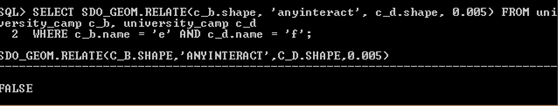 SQL> SELECT SDO_GEOM.RELATE(c_b.shape, 'anyinteract', c_d.shape, 0.005) FROM uni
versity_camp c_b, university_camp c_d
  2  WHERE c_b.name = 'e' AND c_d.name = 'f';
SDO_GEOM.RELATE(C_B.SHAPE,'ANYINTERACT',C_D.SHAPE,0.005)
--------------------------------------------------------------------------------
FALSE